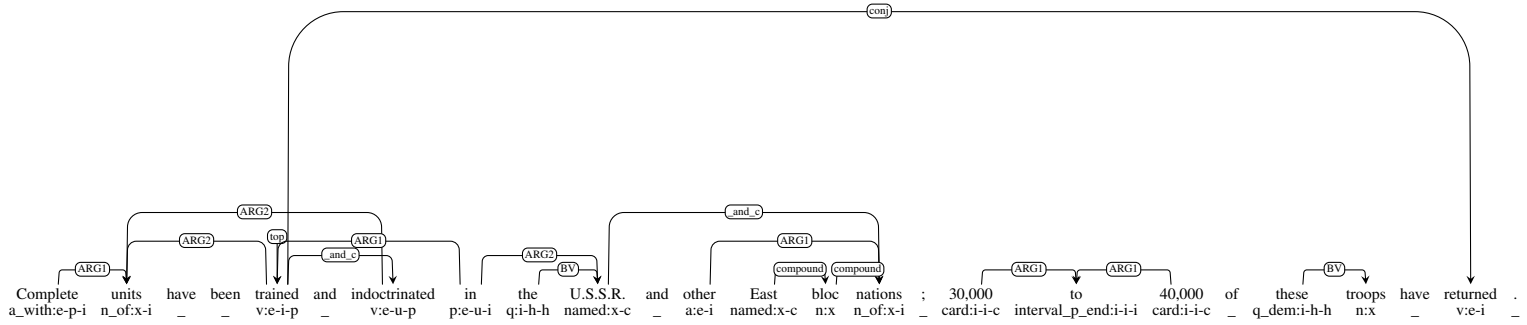 conj
ARG2 _and_c
ARG2 top ARG1 ARG1
_and_c ARG2
ARG1 BV compound compound ARG1 ARG1 BV
Complete units have been trained and indoctrinated in the U.S.S.R. and other East bloc nations ; 30,000 to 40,000 of these troops have returned .
a_with:e-p-i n_of:x-i _ _ v:e-i-p _ v:e-u-p p:e-u-i q:i-h-h named:x-c _ a:e-i named:x-c n:x n_of:x-i _ card:i-i-c interval_p_end:i-i-i card:i-i-c _ q_dem:i-h-h n:x _ v:e-i _